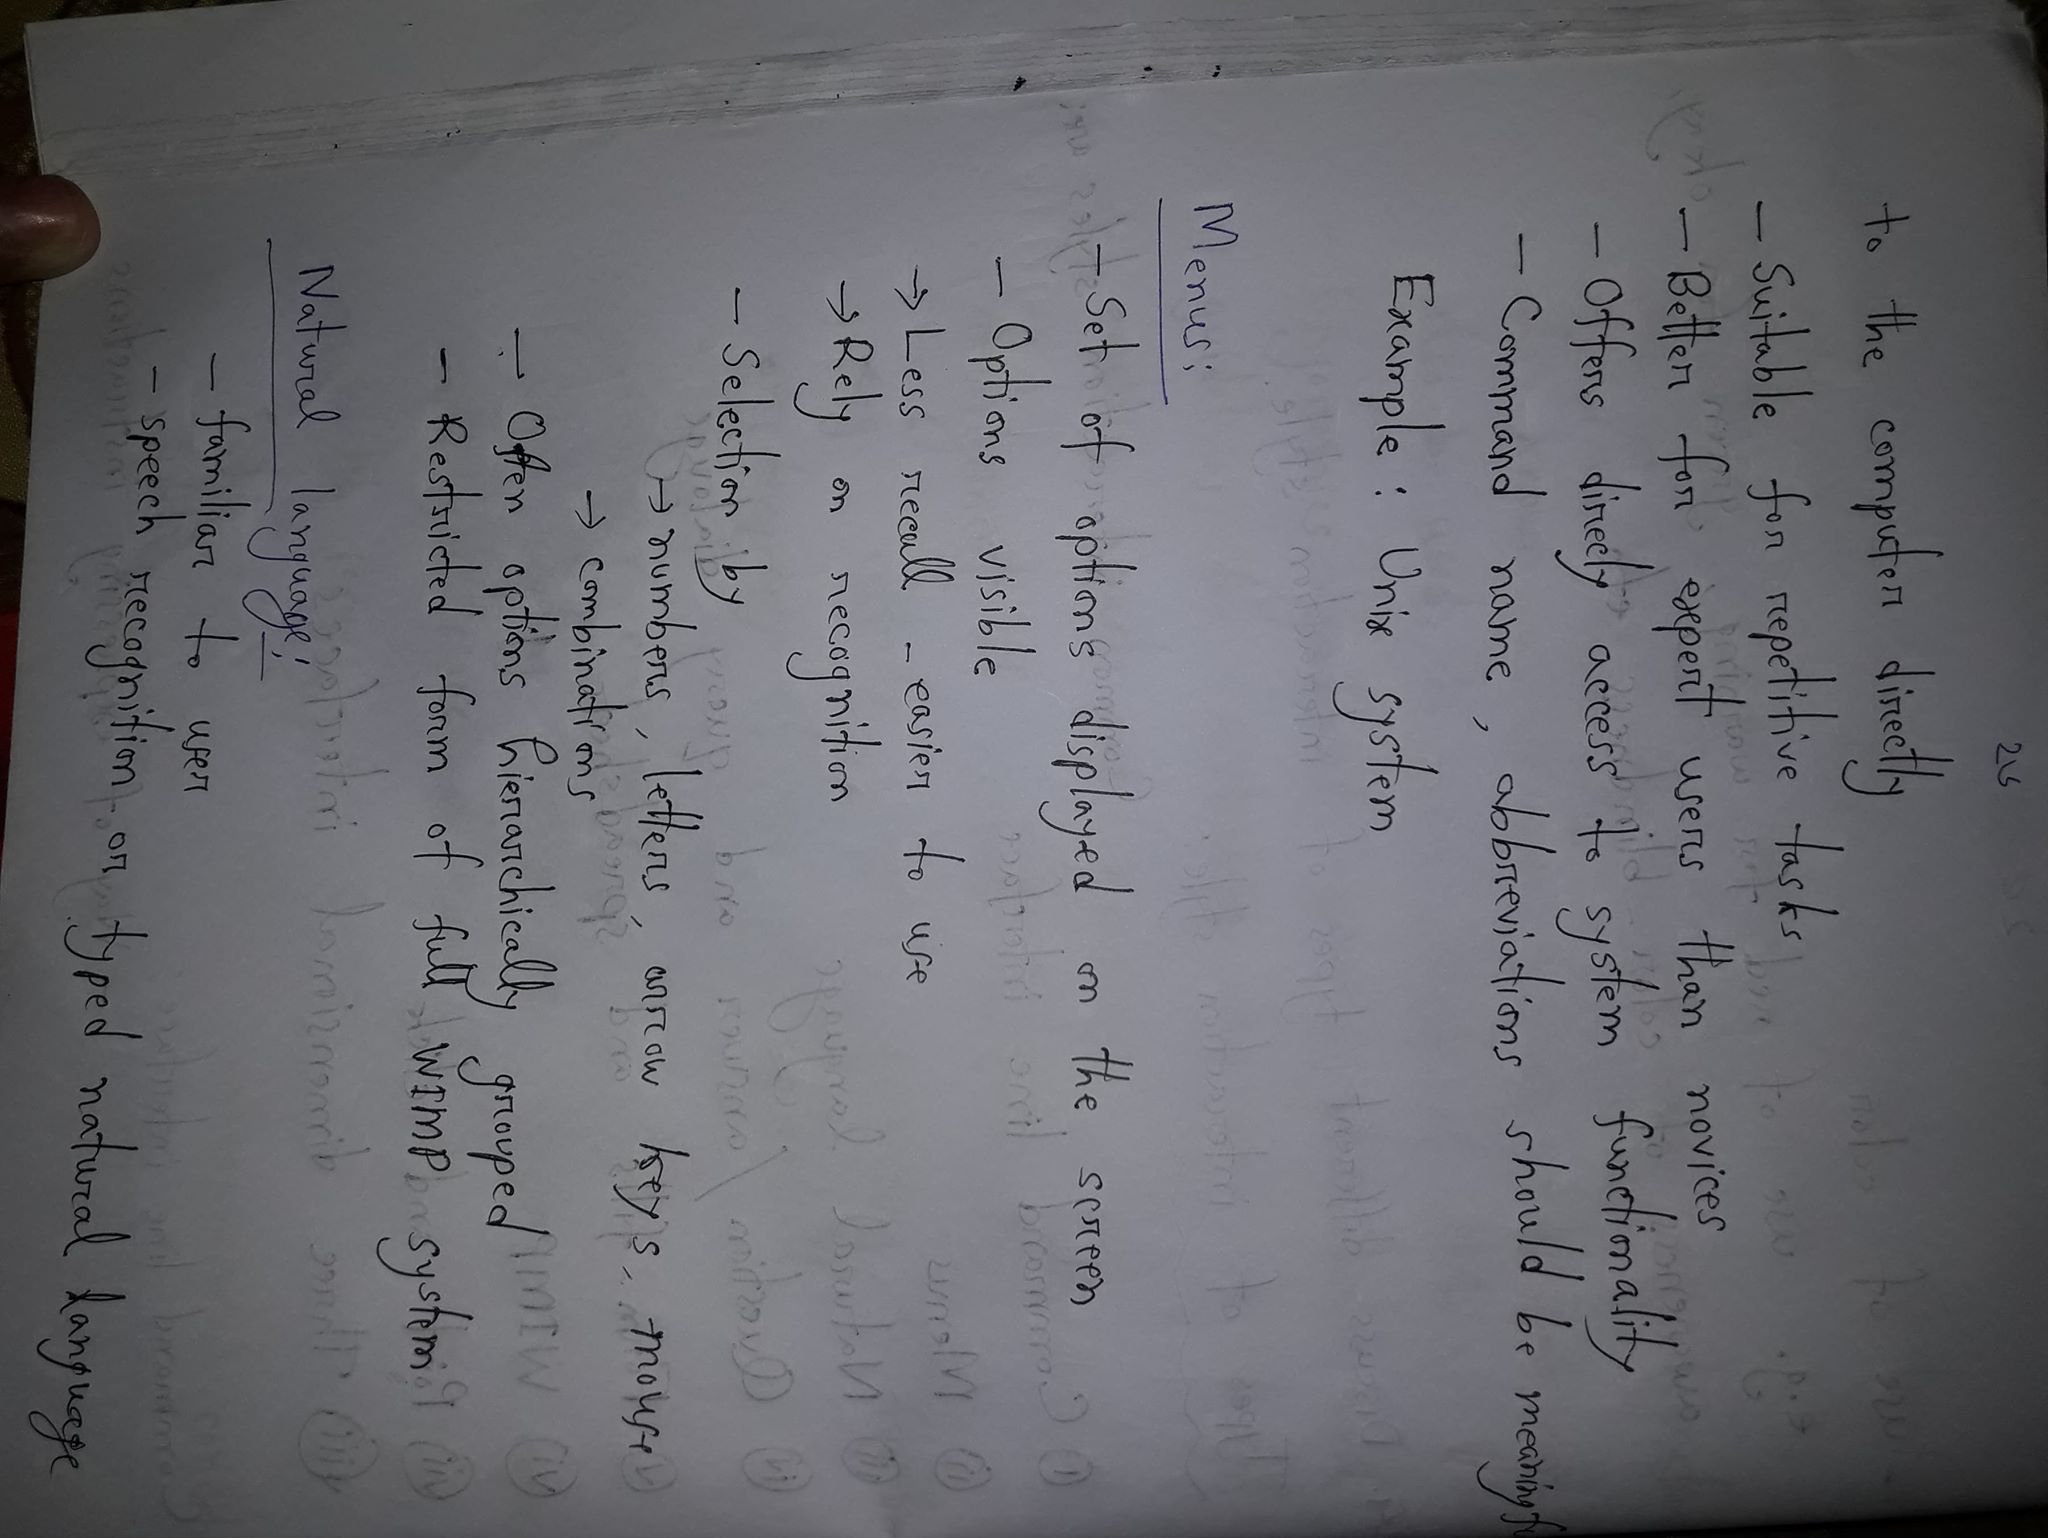 26
to the computer directly
- Suitable for repetitive tasks
- Better for expert users than novices
- Offers direcly access to system functionality
- Command name, abbreviations should be
Example: Unix system
Menus:
- Set of options displayed on the screen
- Options visible
→ Less recall - easier to use
→ Rely on recognition
- Selection by
→ numbers, letters, arrow keys, mouse
→ combinations
- Often options hierarchically grouped
- Restricted form of full WIMP system
Natural language:
- familiar to user
- speech recognition or typed natural language